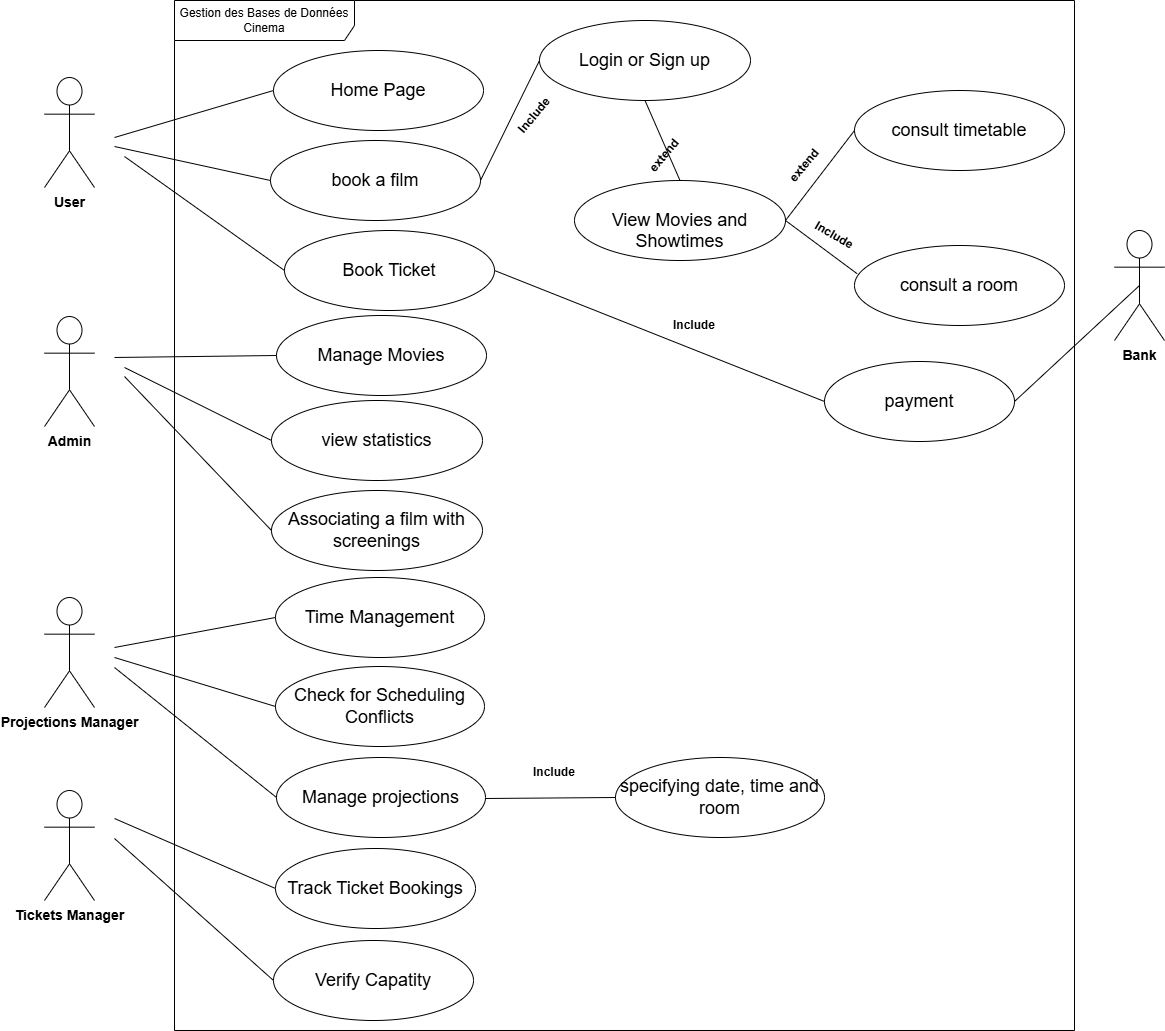 Gestion des Bases de Données
Cinema
Login or Sign up
Home Page
Include
consult timetable
User
book a film
extend
extend
View Movies and
Showtimes
Include
Book Ticket
consult a room
Include
Bank
Manage Movies
payment
Admin
view statistics
Associating a film with
screenings
Time Management
Projections Manager
Check for Scheduling
Conflicts
Include
Manage projections
specifying date, time and
room
Track Ticket Bookings
Tickets Manager
Verify Capatity